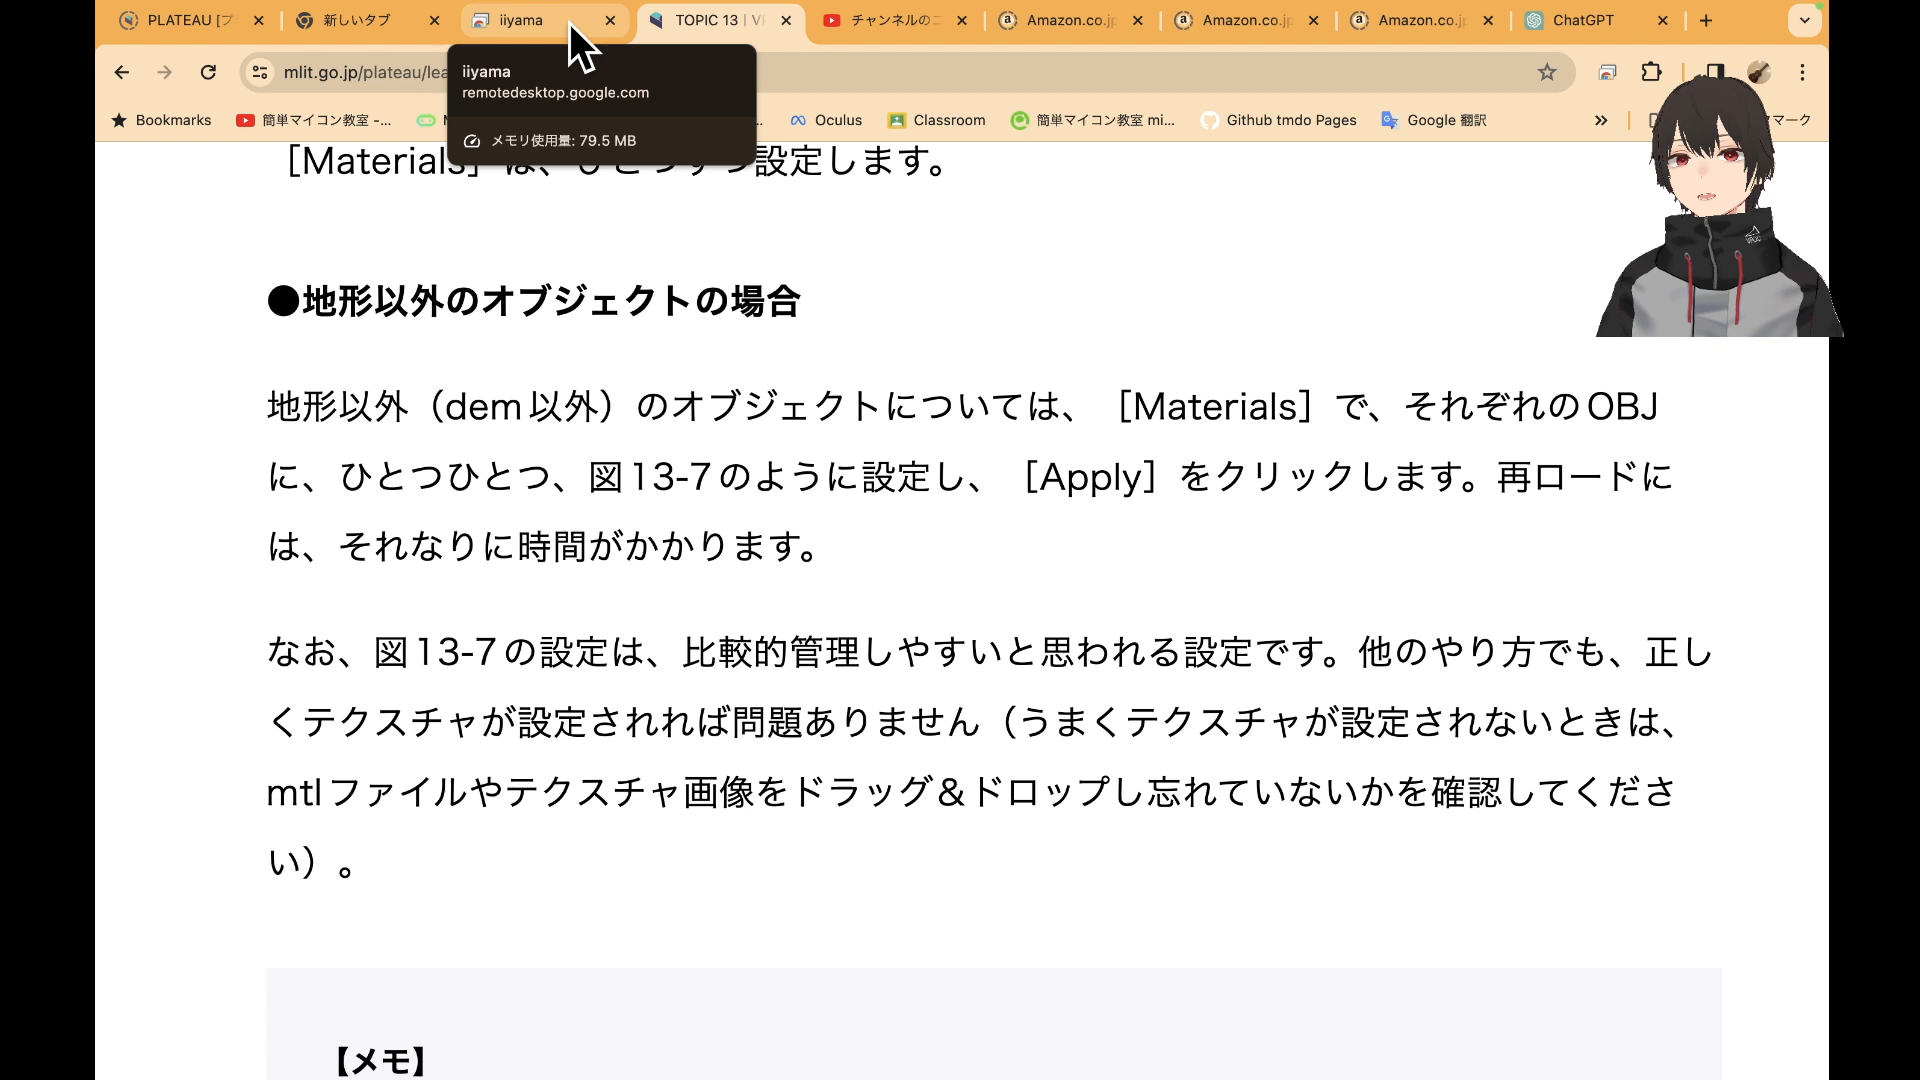 PLATEAU [プ
新しいタブ
iiyama
TOPIC 13 | V
チャンネルのコ
Amazon.co.jp
Amazon.co.jp
Amazon.co.jp
ChatGPT
mlit.go.jp/plateau/lea
iiyama
remotedesktop.google.com
メモリ使用量: 79.5 MB
Bookmarks
簡単マイコン教室 -...
Oculus
Classroom
簡単マイコン教室 mi...
Github tmdo Pages
Google 翻訳
マーク
［Materials］は、ひとつずつ設定します。
●地形以外のオブジェクトの場合
地形以外（dem以外）のオブジェクトについては、［Materials］で、それぞれのOBJ
に、ひとつひとつ、図13-7のように設定し、［Apply］をクリックします。再ロードに
は、それなりに時間がかかります。
なお、図13-7の設定は、比較的管理しやすいと思われる設定です。他のやり方でも、正し
くテクスチャが設定されれば問題ありません（うまくテクスチャが設定されないときは、
mtlファイルやテクスチャ画像をドラッグ＆ドロップし忘れていないかを確認してくださ
い）。
【メモ】